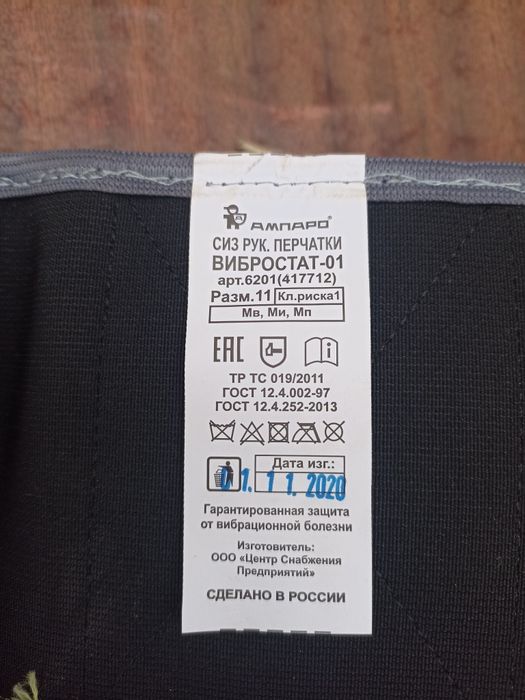 АМПАРО®
СИЗ РУК. ПЕРЧАТКИ
ВИБРОСТАТ-01
арт.6201(417712)
Разм.11 Кл.риска1
Мв, Ми, Мп
ЕАС
ТР ТС 019/2011
ГОСТ 12.4.002-97
ГОСТ 12.4.252-2013
Дата изг.:
01.11.2020
Гарантированная защита
от вибрационной болезни
Изготовитель:
ООО «Центр Снабжения
Предприятий»
СДЕЛАНО В РОССИИ